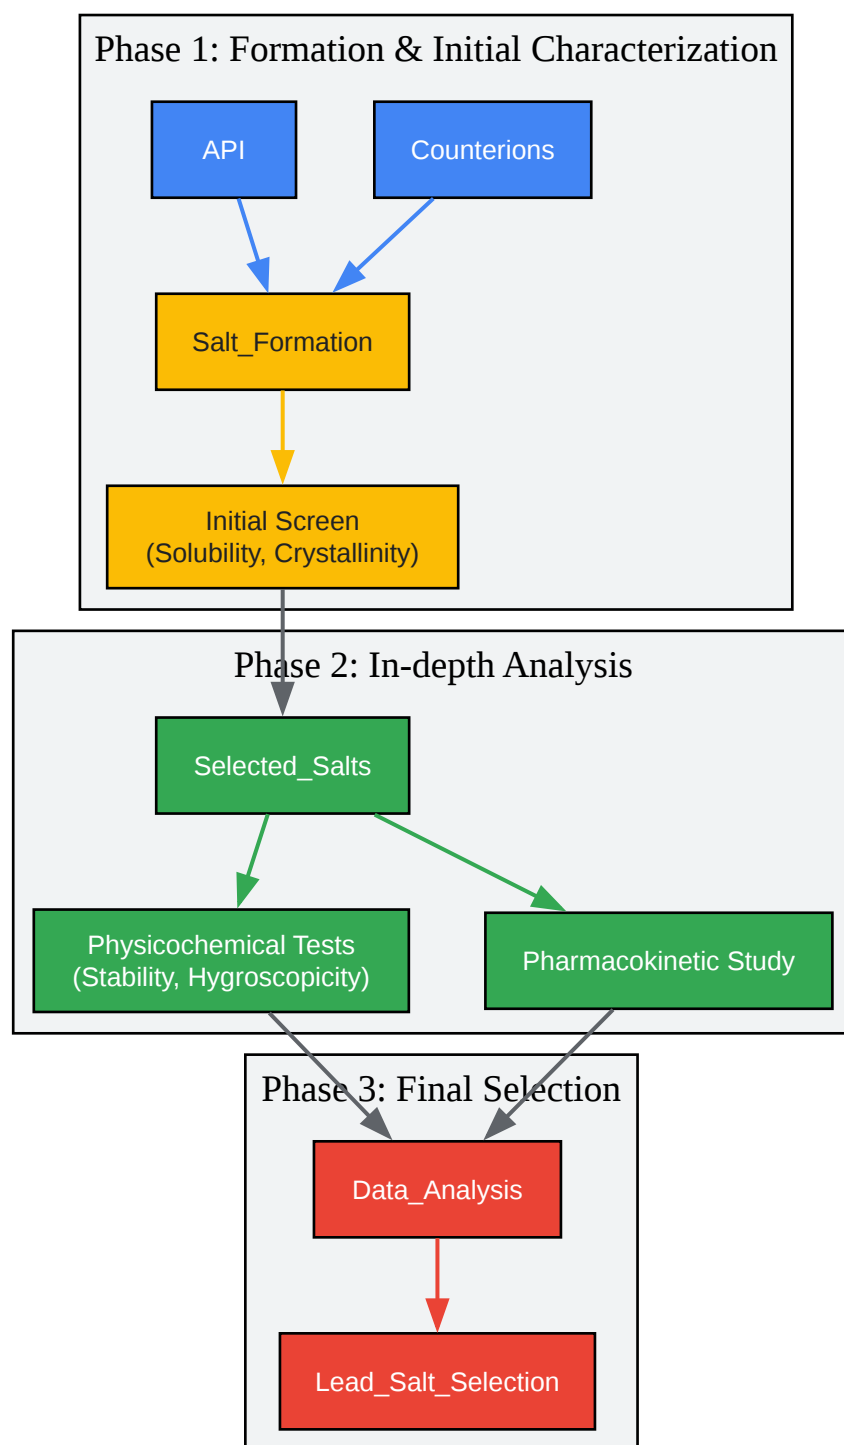 Phase 1: Formation & Initial Characterization
API
Counterions
Salt_Formation
Initial Screen
(Solubility, Crystallinity)
Phase 2: In-depth Analysis
Selected_Salts
Physicochemical Tests
(Stability, Hygroscopicity)
Pharmacokinetic Study
Phase 3: Final Selection
Data_Analysis
Lead_Salt_Selection